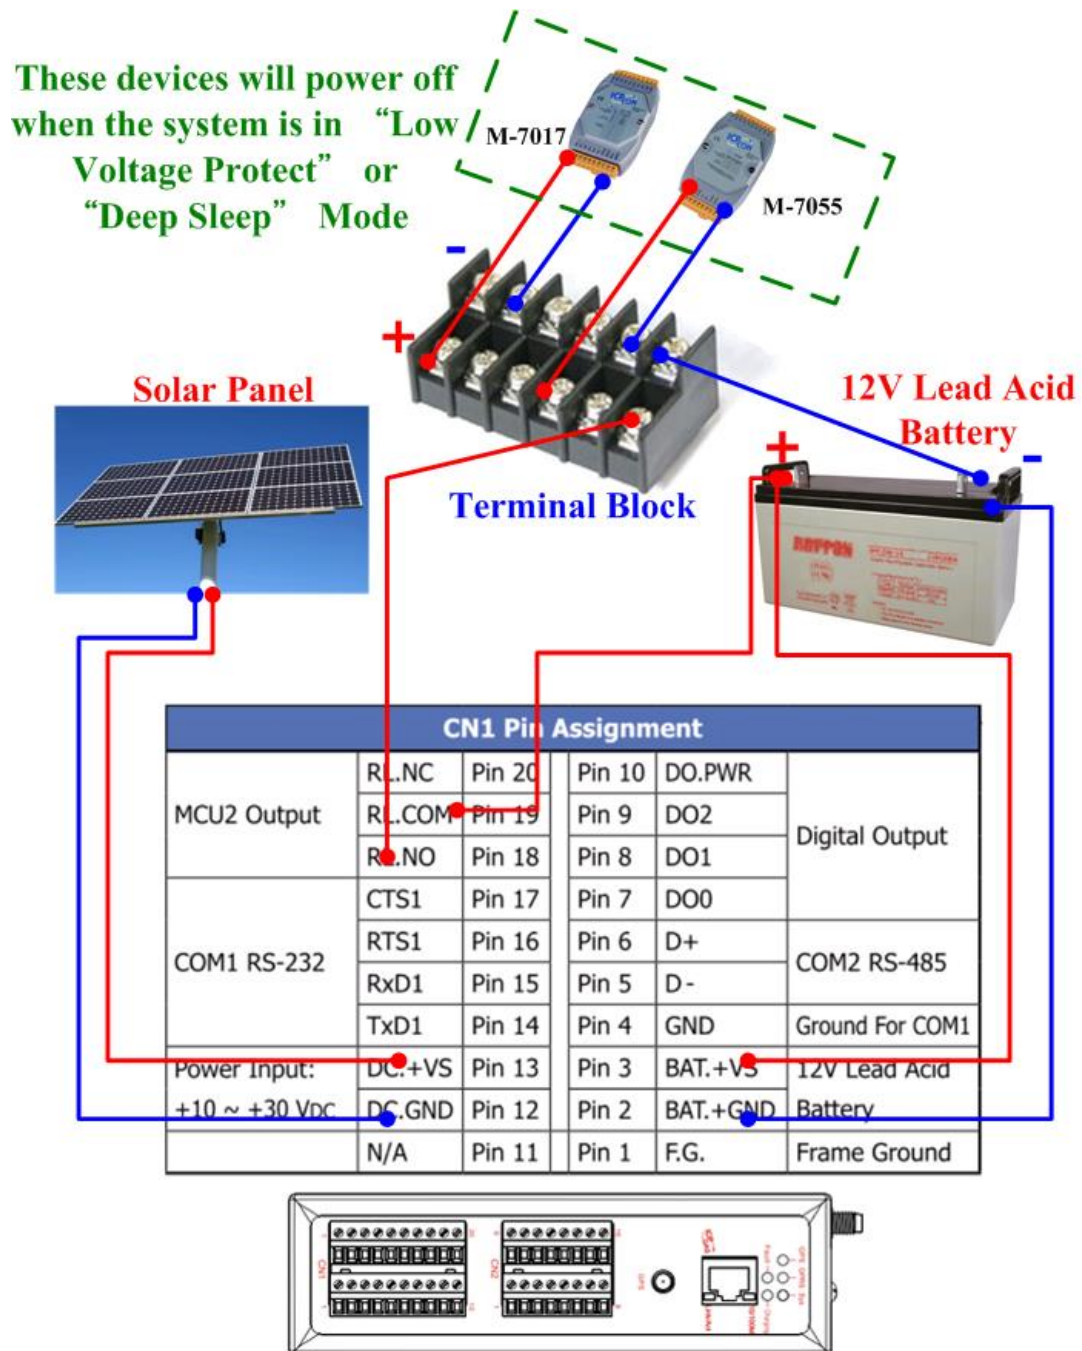 These devices will power off
when the system is in “Low
Voltage Protect” or
“Deep Sleep” Mode
M-7017
M-7055
-
+
Solar Panel
12V Lead Acid
Battery
+
-
Terminal Block
CN1 Pin Assignment
MCU2 Output
RL.NC Pin 20 Pin 10 DO.PWR
RL.COM Pin 19 Pin 9 DO2
Digital Output
RL.NO Pin 18 Pin 8 DO1
CTS1 Pin 17 Pin 7 DO0
COM1 RS-232
RTS1 Pin 16 Pin 6 D+
COM2 RS-485
RxD1 Pin 15 Pin 5 D-
TxD1 Pin 14 Pin 4 GND Ground For COM1
Power Input: DC.+VS Pin 13 Pin 3 BAT.+VS 12V Lead Acid
+10 ~ +30 VDC DC.GND Pin 12 Pin 2 BAT.+GND Battery
N/A Pin 11 Pin 1 F.G. Frame Ground
CN1
CN2
GPS
GPS
GPRS